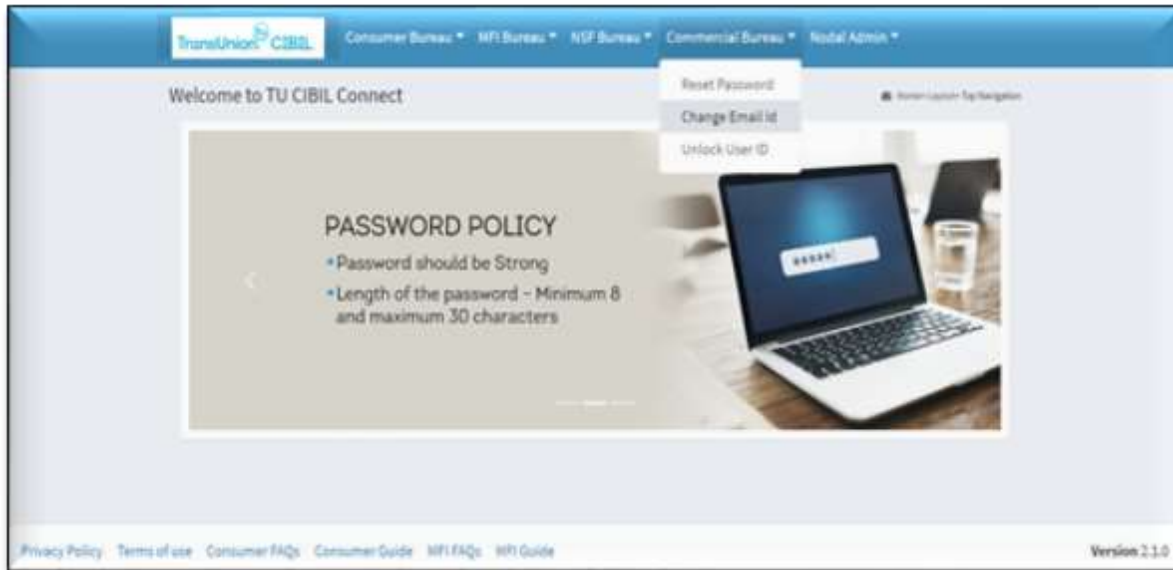 TransUnion CIBIL
Consumer Bureau MFI Bureau NSF Bureau Commercial Bureau Nodal Admin
Reset Password
Change Email Id
Unlock User ID
Welcome to TU CIBIL Connect
Top Navigation
PASSWORD POLICY
Password should be Strong
Length of the password - Minimum 8
and maximum 30 characters
Privacy Policy Terms of use Consumer FAQs Consumer Guide MFI FAQs MFI Guide
Version 2.1.0